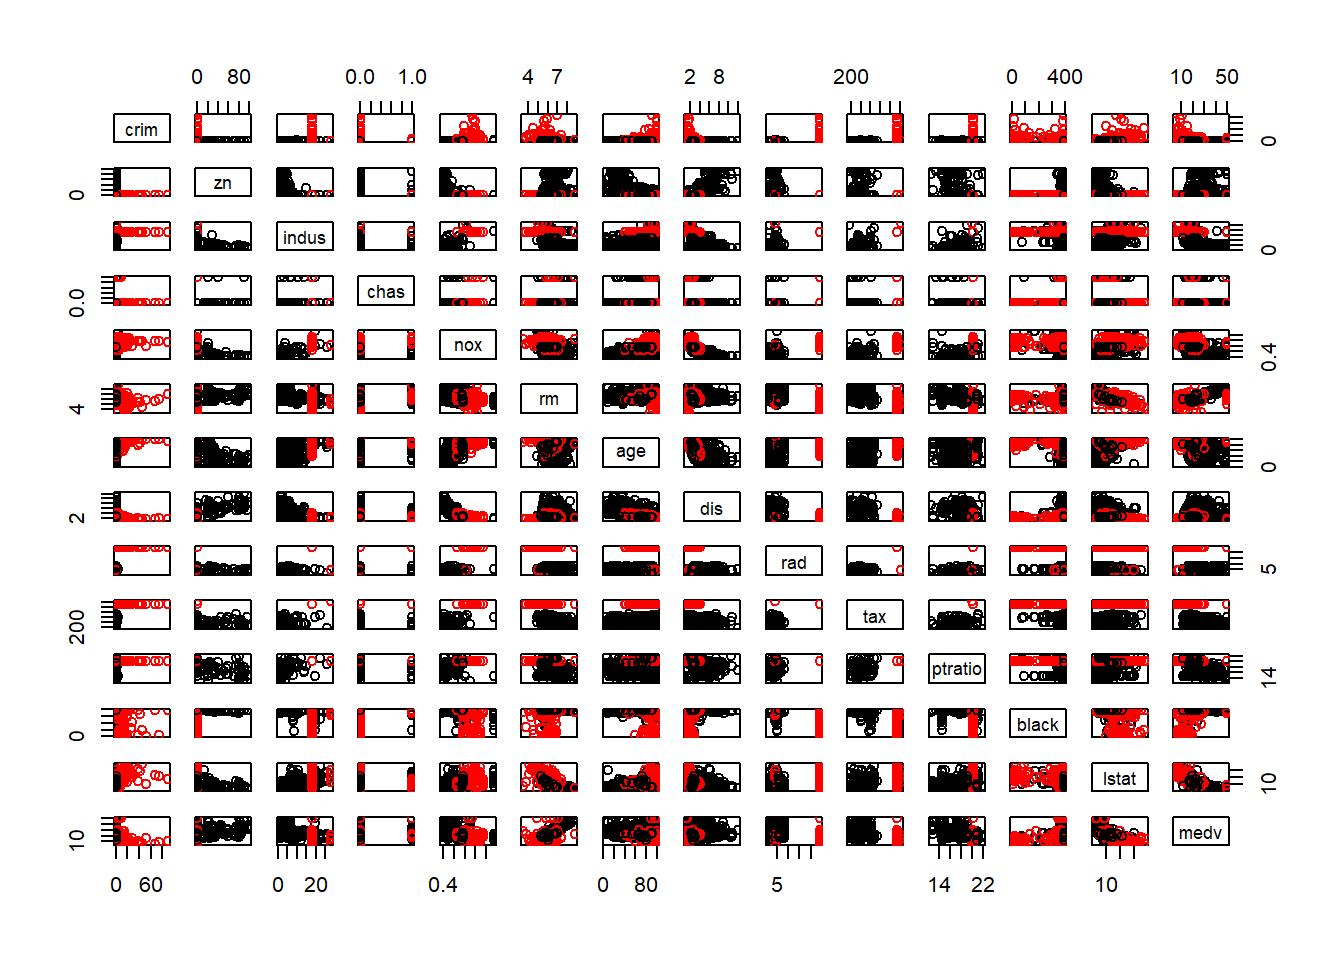 0 80 0.0 1.0 4 7 2 8 200 0 400 10 50
crim 0
0 zn
indus 0
0.0 chas
nox 0.4
4 rm
age 0
2 dis
rad 5
200 tax
ptratio 14
0 black
lstat 10
10 medv
0 60 0 20 0.4 0 80 5 14 22 10